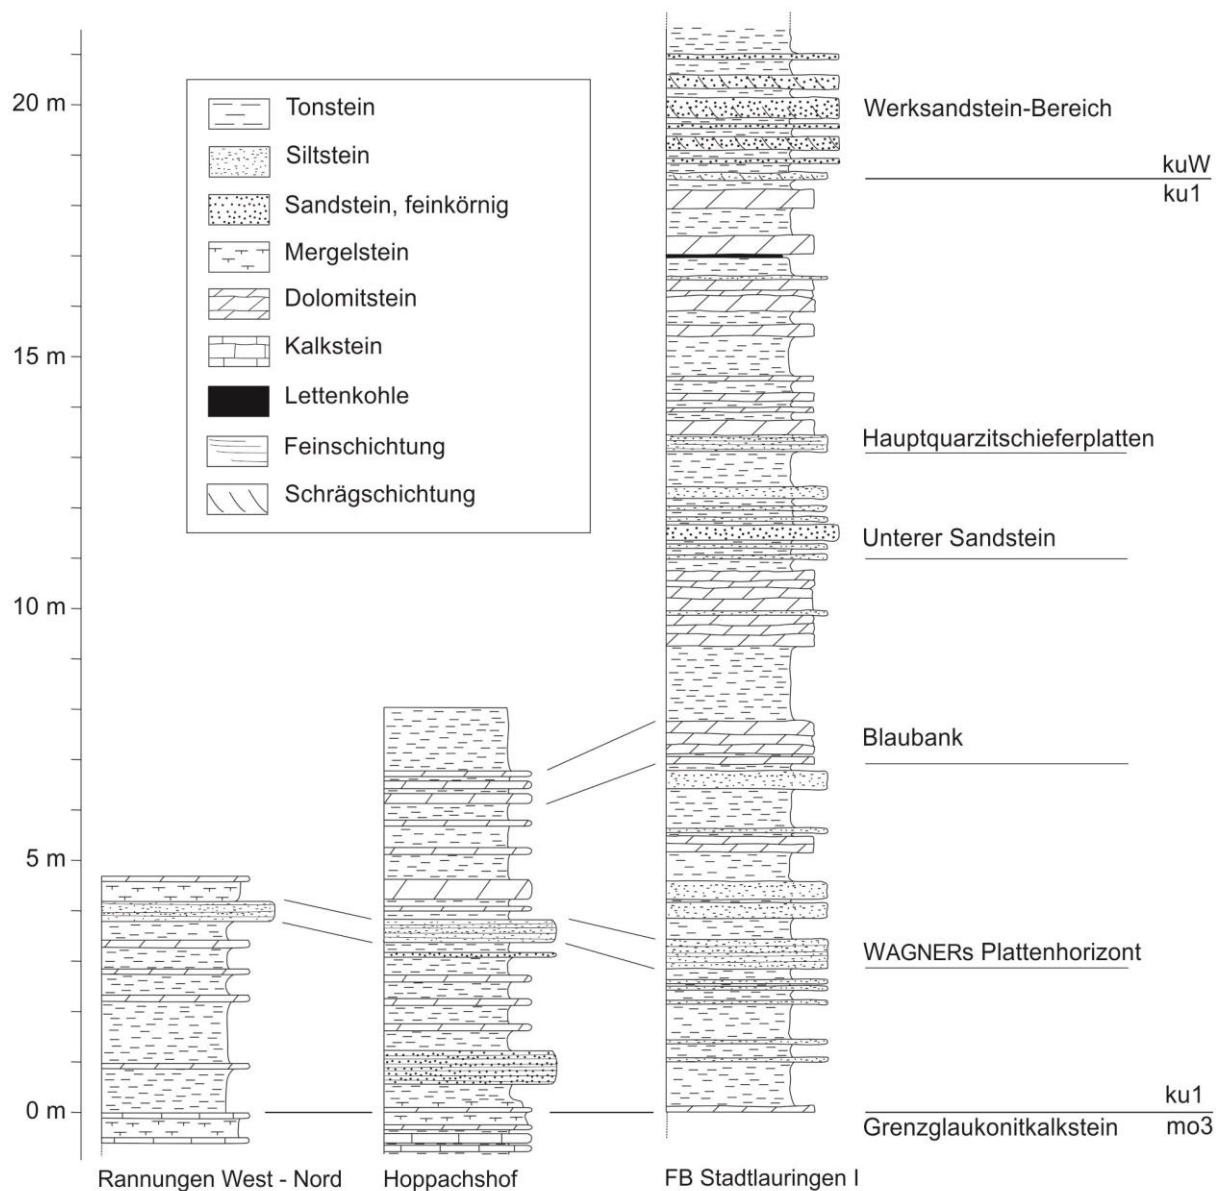 20 m
15 m
10 m
5 m
0 m
Tonstein
Siltstein
Sandstein, feinkörnig
Mergelstein
Dolomitstein
Kalkstein
Lettenkohle
Feinschichtung
Schrägschichtung
Werksandstein-Bereich
kuW
ku1
Hauptquarzitschieferplatten
Unterer Sandstein
Blaubank
WAGNERs Plattenhorizont
ku1
Grenzglaukonitkalkstein mo3
Rannungen West - Nord
Hoppachshof
FB Stadtlauringen I